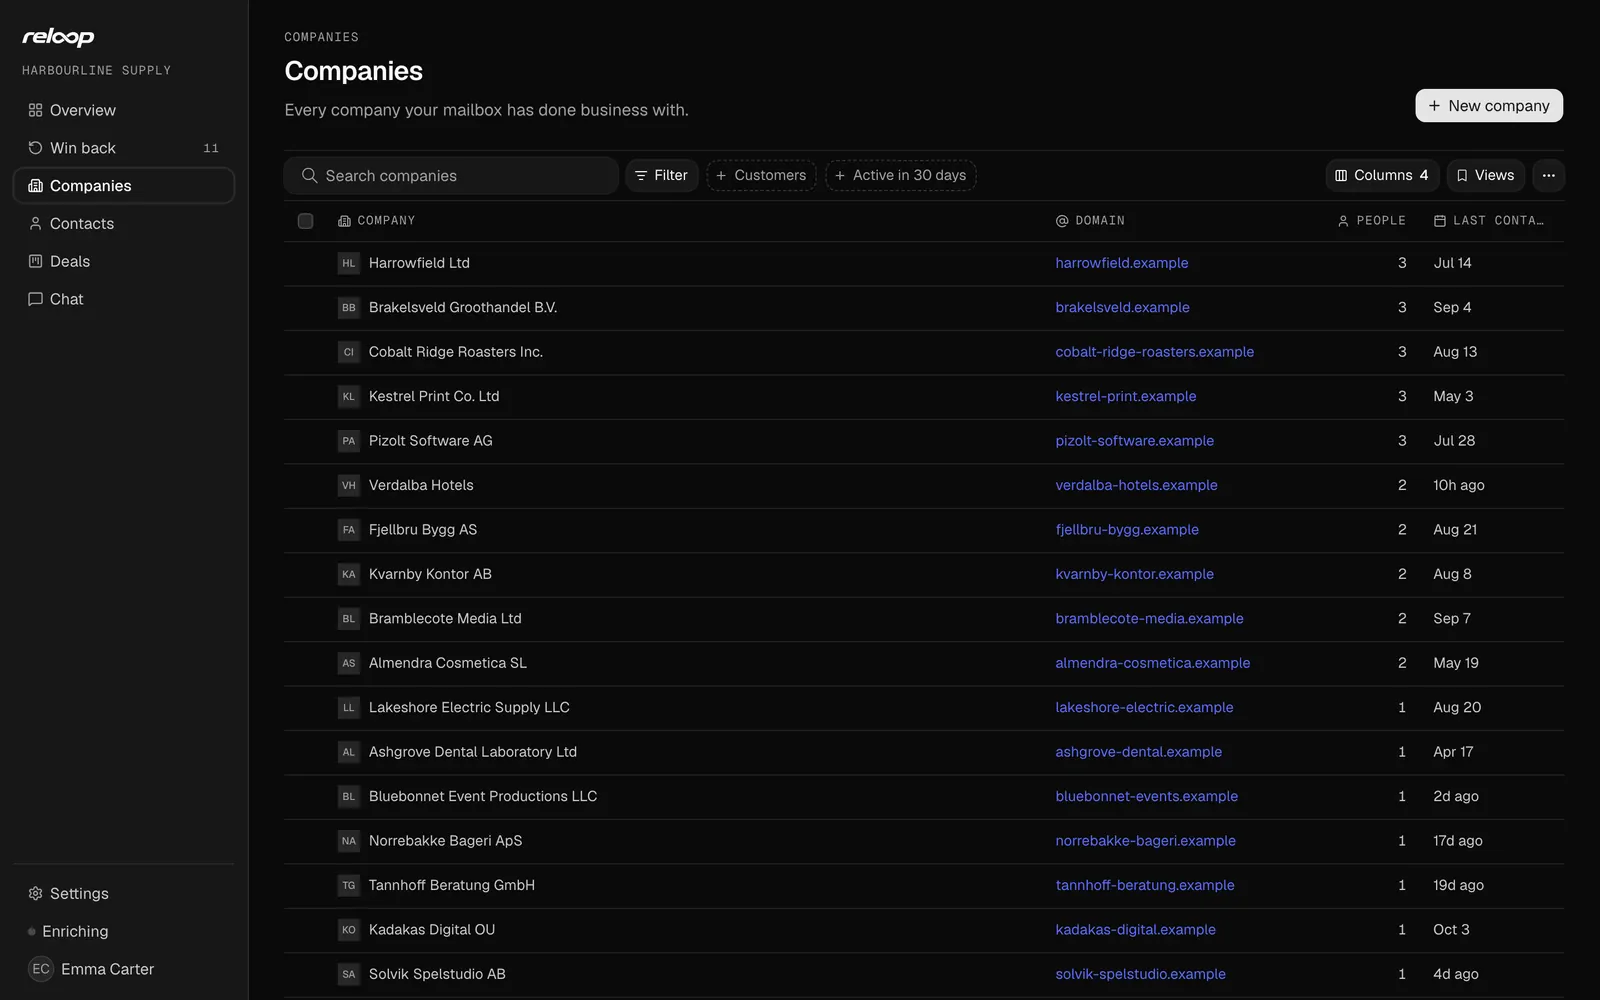 reloop
HARBOURLINE SUPPLY
Overview
Win back 11
Companies
Contacts
Deals
Chat
Settings
Enriching
EC Emma Carter
COMPANIES
Companies
Every company your mailbox has done business with.
+ New company
Search companies
Filter
+ Customers
+ Active in 30 days
Columns 4
Views
COMPANY @ DOMAIN PEOPLE LAST CONTA…
HL Harrowfield Ltd harrowfield.example 3 Jul 14
BB Brakelsveld Groothandel B.V. brakelsveld.example 3 Sep 4
CI Cobalt Ridge Roasters Inc. cobalt-ridge-roasters.example 3 Aug 13
KL Kestrel Print Co. Ltd kestrel-print.example 3 May 3
PA Pizolt Software AG pizolt-software.example 3 Jul 28
VH Verdalba Hotels verdalba-hotels.example 2 10h ago
FA Fjellbru Bygg AS fjellbru-bygg.example 2 Aug 21
KA Kvarnby Kontor AB kvarnby-kontor.example 2 Aug 8
BL Bramblecote Media Ltd bramblecote-media.example 2 Sep 7
AS Almendra Cosmetica SL almendra-cosmetica.example 2 May 19
LL Lakeshore Electric Supply LLC lakeshore-electric.example 1 Aug 20
AL Ashgrove Dental Laboratory Ltd ashgrove-dental.example 1 Apr 17
BL Bluebonnet Event Productions LLC bluebonnet-events.example 1 2d ago
NA Norrebakke Bageri ApS norrebakke-bageri.example 1 17d ago
TG Tannhoff Beratung GmbH tannhoff-beratung.example 1 19d ago
KO Kadakas Digital OU kadakas-digital.example 1 Oct 3
SA Solvik Spelstudio AB solvik-spelstudio.example 1 4d ago